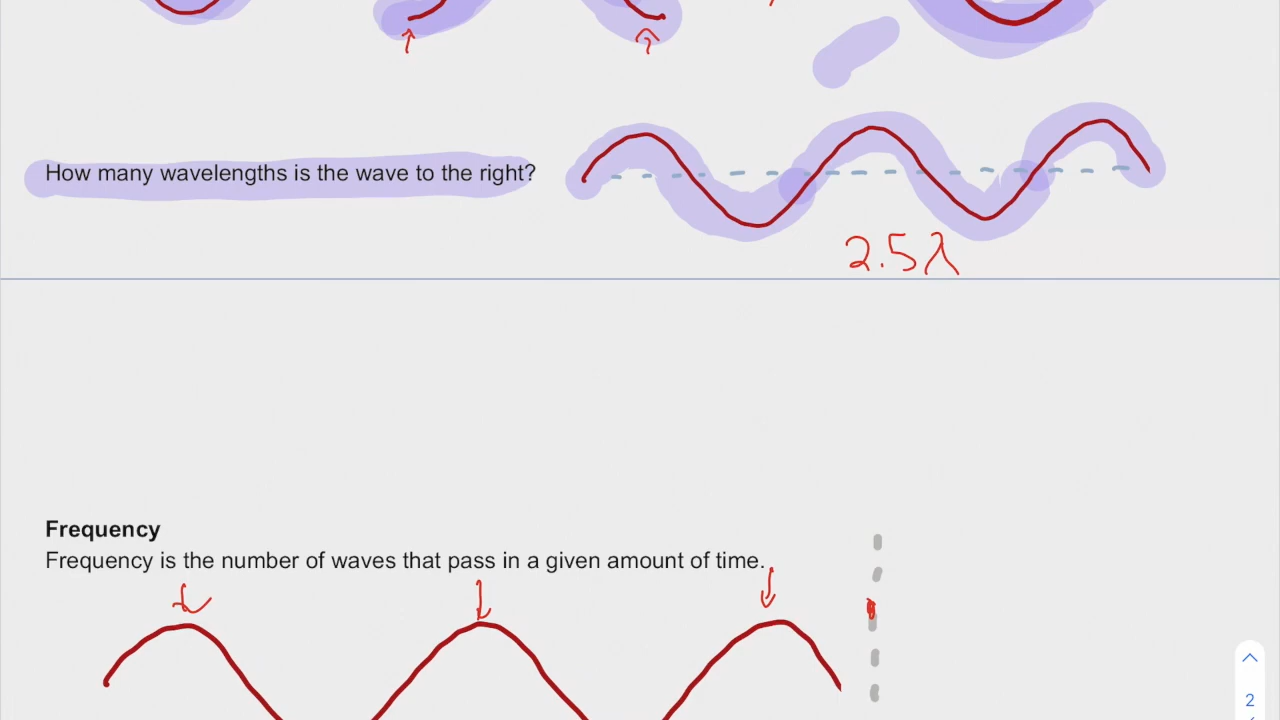 How many wavelengths is the wave to the right?
2.5λ
Frequency
Frequency is the number of waves that pass in a given amount of time.
2